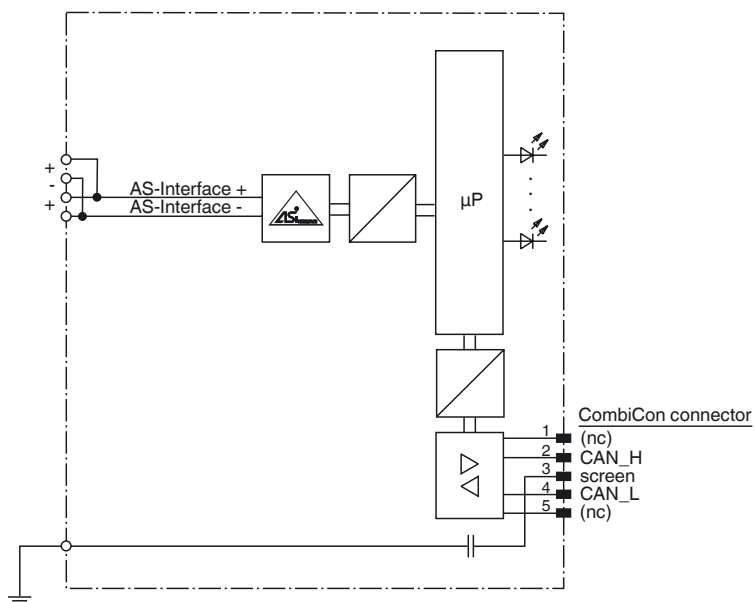 µP
+
-
+
AS-Interface +
AS-Interface -
CombiCon connector
1 (nc)
2 CAN_H
3 screen
4 CAN_L
5 (nc)